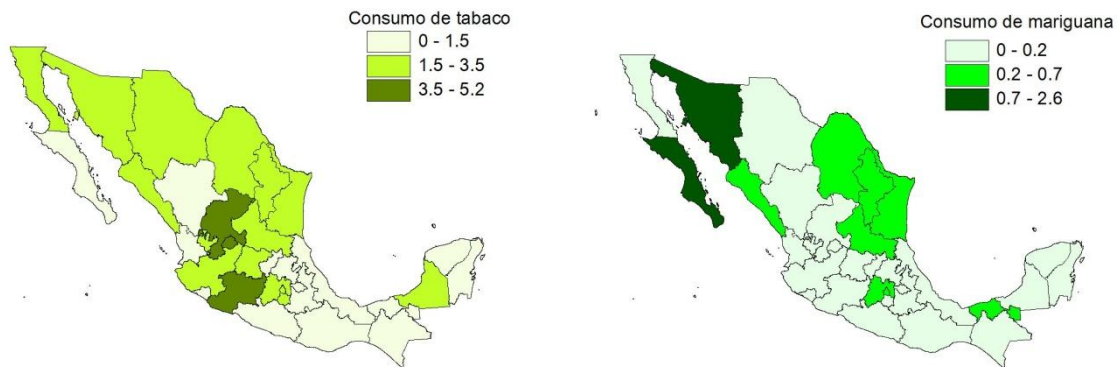 Consumo de tabaco
0 - 1.5
1.5 - 3.5
3.5 - 5.2
Consumo de mariguana
0 - 0.2
0.2 - 0.7
0.7 - 2.6